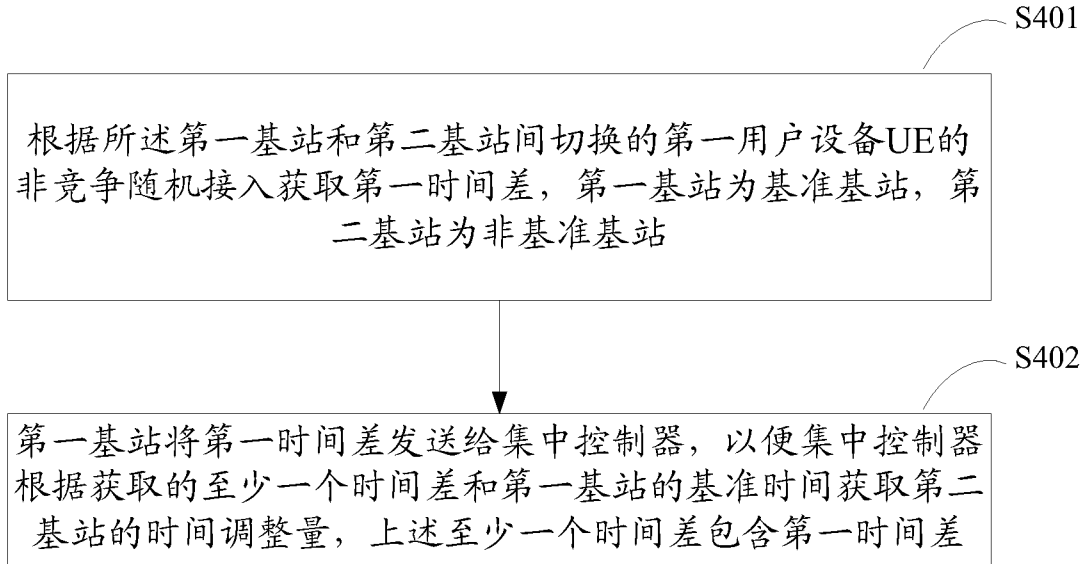 S401
根据所述第一基站和第二基站间切换的第一用户设备UE的
非竞争随机接入获取第一时间差，第一基站为基准基站，第
二基站为非基准基站
S402
第一基站将第一时间差发送给集中控制器，以便集中控制器
根据获取的至少一个时间差和第一基站的基准时间获取第二
基站的时间调整量，上述至少一个时间差包含第一时间差